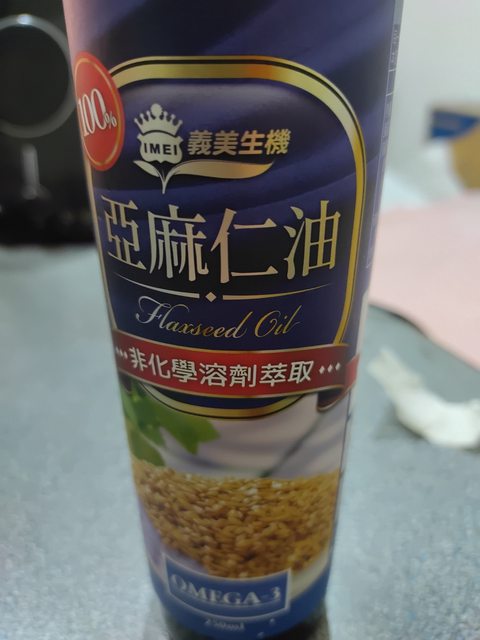 100%
IMEI 義美生機
亞麻仁油
Flaxseed Oil
非化學溶劑萃取
OMEGA-3
250ml